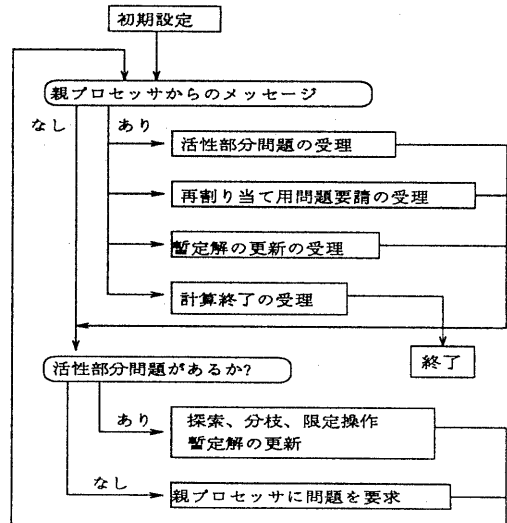 初期設定
親プロセッサからのメッセージ
なし
あり
活性部分問題の受理
再割り当て用問題要請の受理
暫定解の更新の受理
計算終了の受理
終了
活性部分問題があるか?
あり
探索、分枝、限定操作
暫定解の更新
なし
親プロセッサに問題を要求